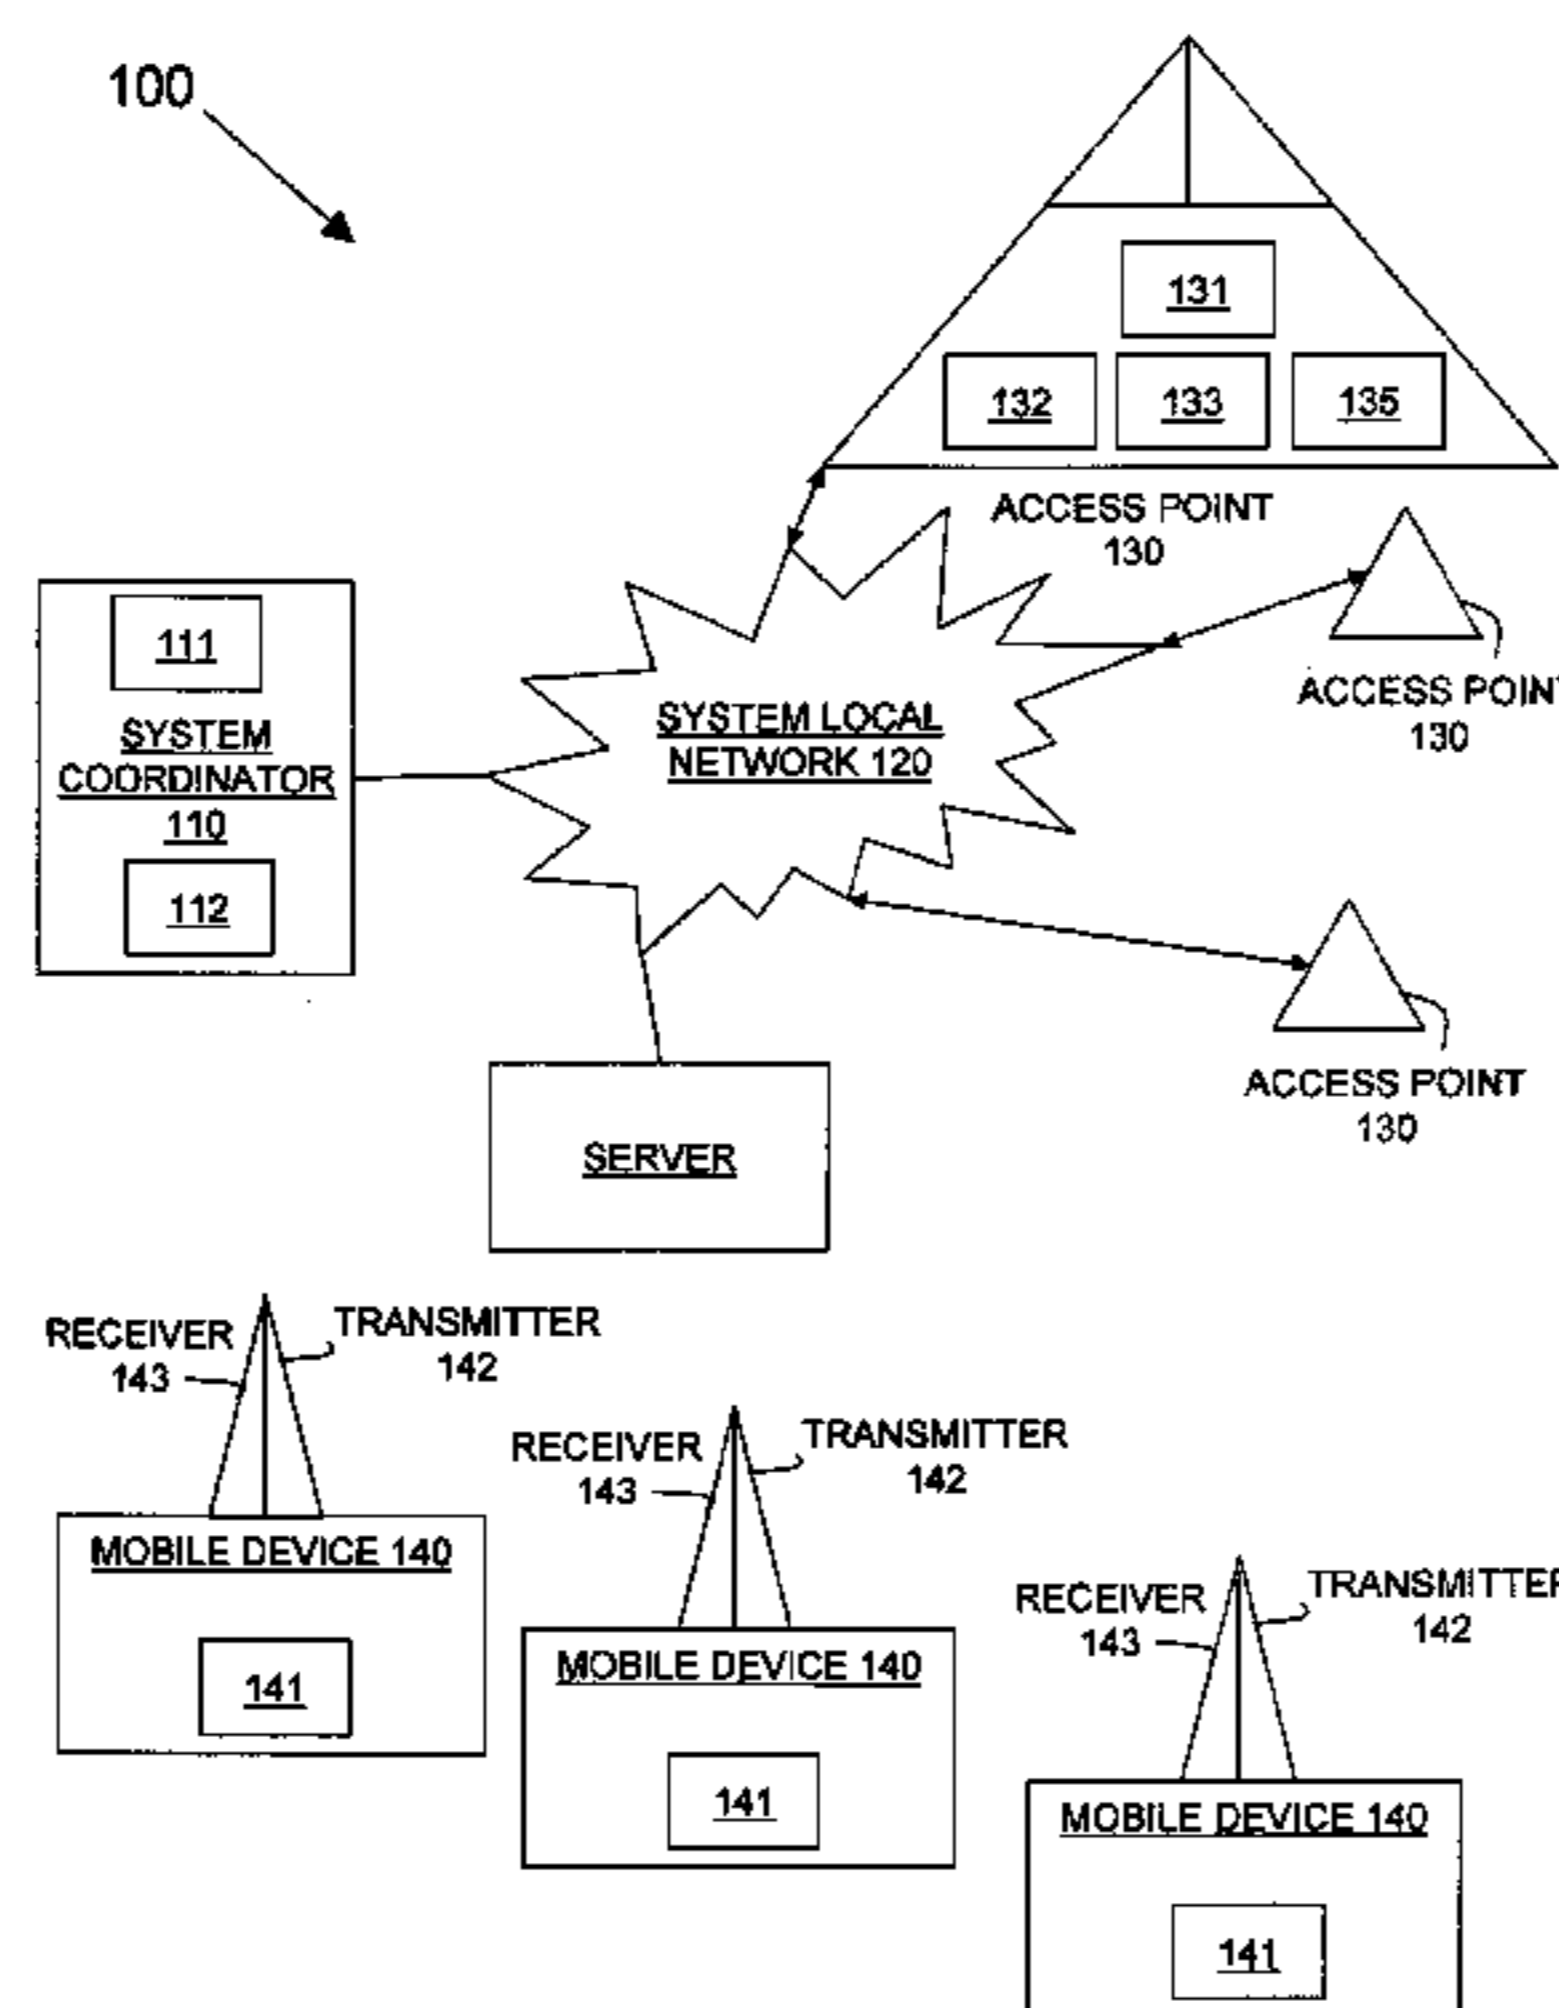 100
131
132
133
135
ACCESS POINT
130
111
SYSTEM
COORDINATOR
110
112
SYSTEM LOCAL
NETWORK 120
ACCESS POINT
130
ACCESS POINT
130
SERVER
RECEIVER
143
TRANSMITTER
142
MOBILE DEVICE 140
141
RECEIVER
143
TRANSMITTER
142
MOBILE DEVICE 140
141
RECEIVER
143
TRANSMITTER
142
MOBILE DEVICE 140
141